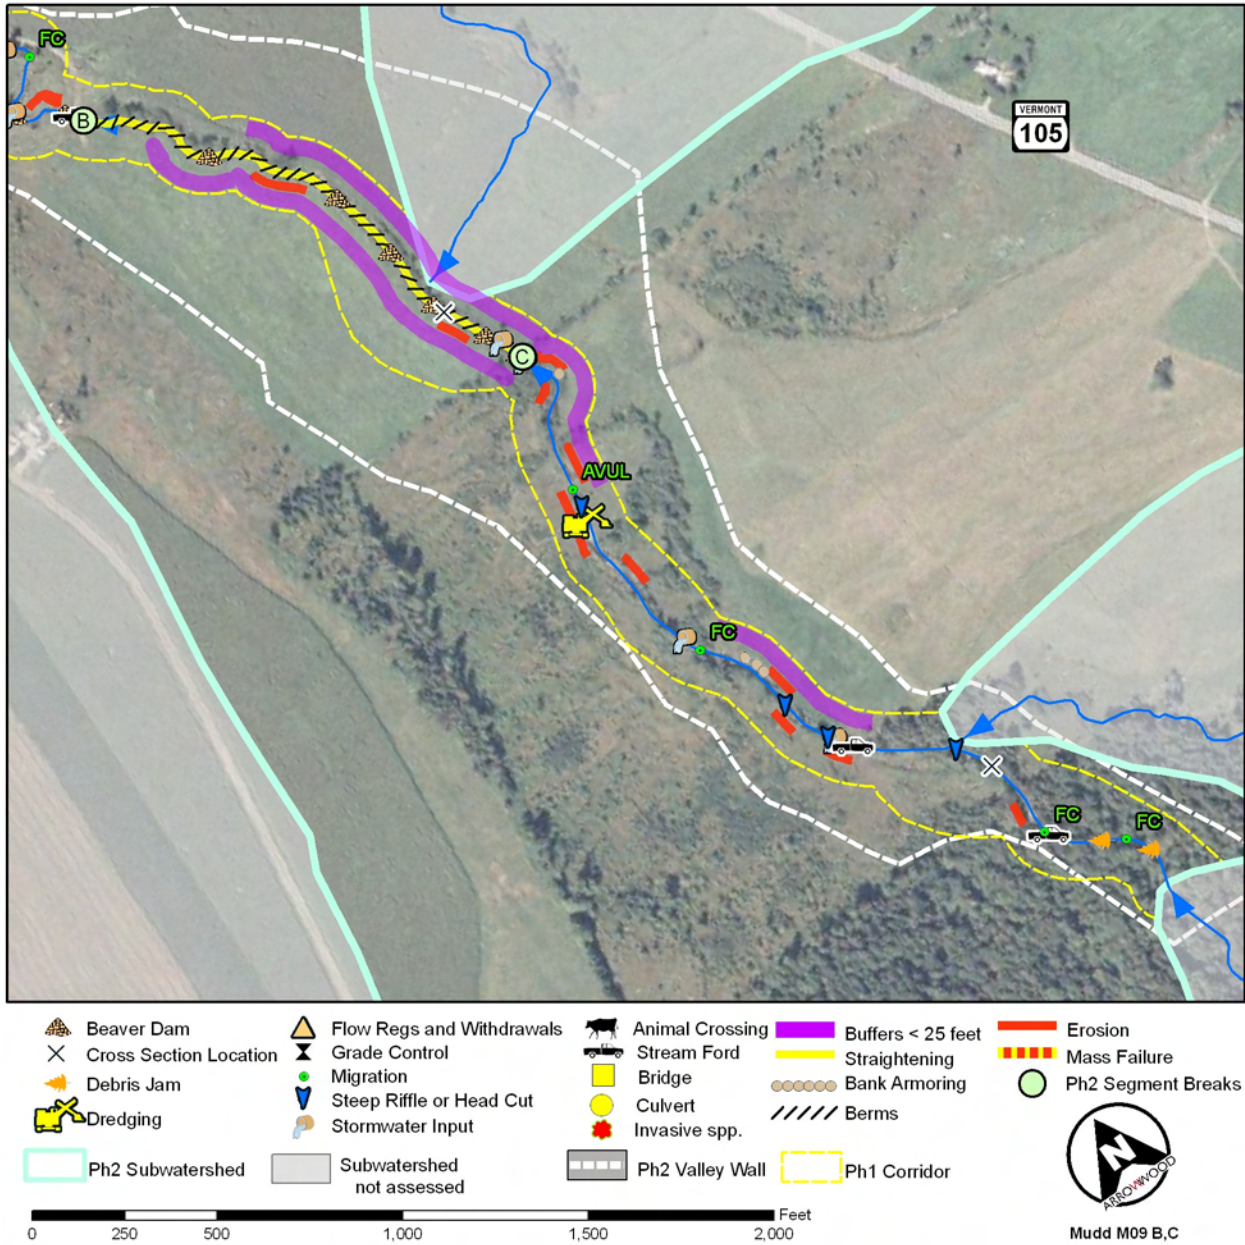 FC
B
VERMONT
105
C
AVUL
FC
FC
FC
Beaver Dam
Cross Section Location
Debris Jam
Dredging
Flow Regs and Withdrawals
Grade Control
Migration
Steep Riffle or Head Cut
Stormwater Input
Animal Crossing
Stream Ford
Bridge
Culvert
Invasive spp.
Buffers < 25 feet
Straightening
Bank Armoring
Berms
Erosion
Mass Failure
Ph2 Segment Breaks
Ph2 Subwatershed
Subwatershed
not assessed
Ph2 Valley Wall
Ph1 Corridor
N
ARROWWOOD
Feet
0 250 500 1,000 1,500 2,000
Mudd M09 B,C